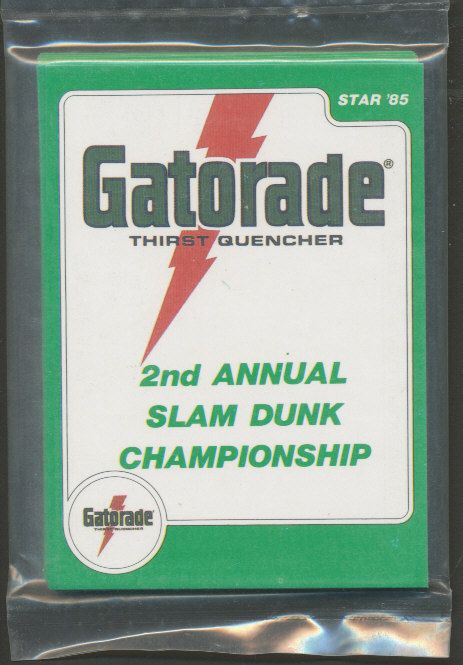 STAR '85
Gatorade®
THIRST QUENCHER
2nd ANNUAL
SLAM DUNK
CHAMPIONSHIP
Gatorade
THIRST QUENCHER